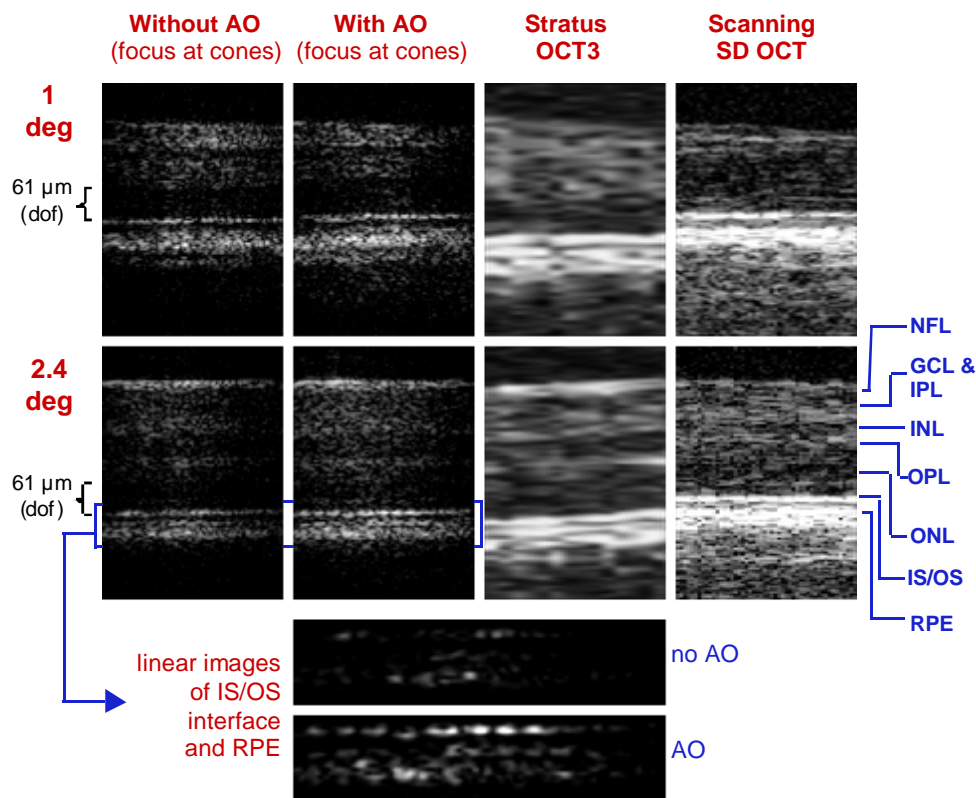 Without AO
(focus at cones)
With AO
(focus at cones)
Stratus
OCT3
Scanning
SD OCT
1
deg
61 µm
(dof)
NFL
GCL &
IPL
INL
OPL
ONL
IS/OS
RPE
2.4
deg
61 µm
(dof)
linear images
of IS/OS
interface
and RPE
no AO
AO